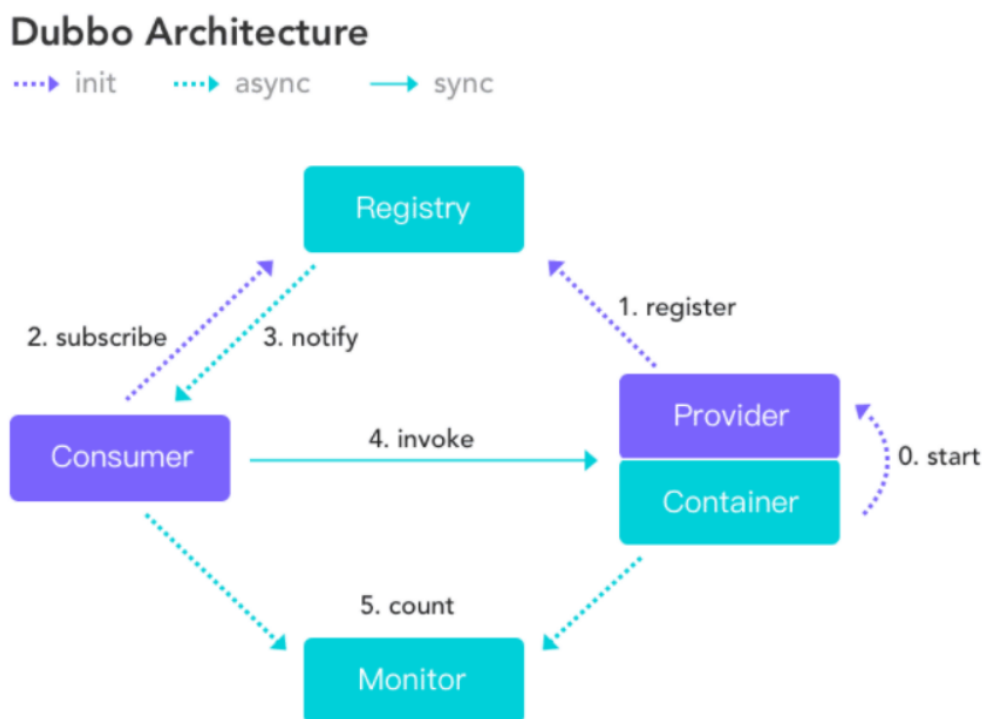 Dubbo Architecture
init async sync
Registry
1. register
2. subscribe 3. notify
Provider
4. invoke
Consumer
0. start
Container
5. count
Monitor